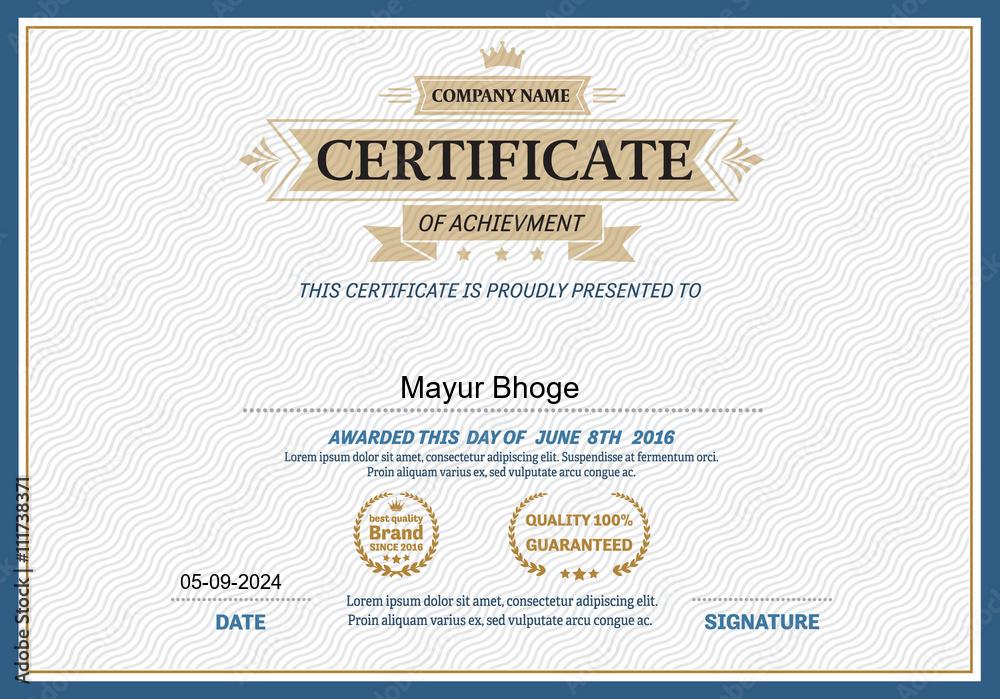 COMPANY NAME
CERTIFICATE
OF ACHIEVMENT
THIS CERTIFICATE IS PROUDLY PRESENTED TO
Mayur Bhoge
AWARDED THIS DAY OF JUNE 8TH 2016
Lorem ipsum dolor sit amet, consectetur adipiscing elit. Suspendisse at fermentum orci.
Proin aliquam varius ex, sed vulputate arcu congue ac.
best quality
Brand
SINCE 2016
QUALITY 100%
GUARANTEED
05-09-2024
DATE
Lorem ipsum dolor sit amet, consectetur adipiscing elit.
Proin aliquam varius ex, sed vulputate arcu congue ac.
SIGNATURE
Adobe Stock | #111738371